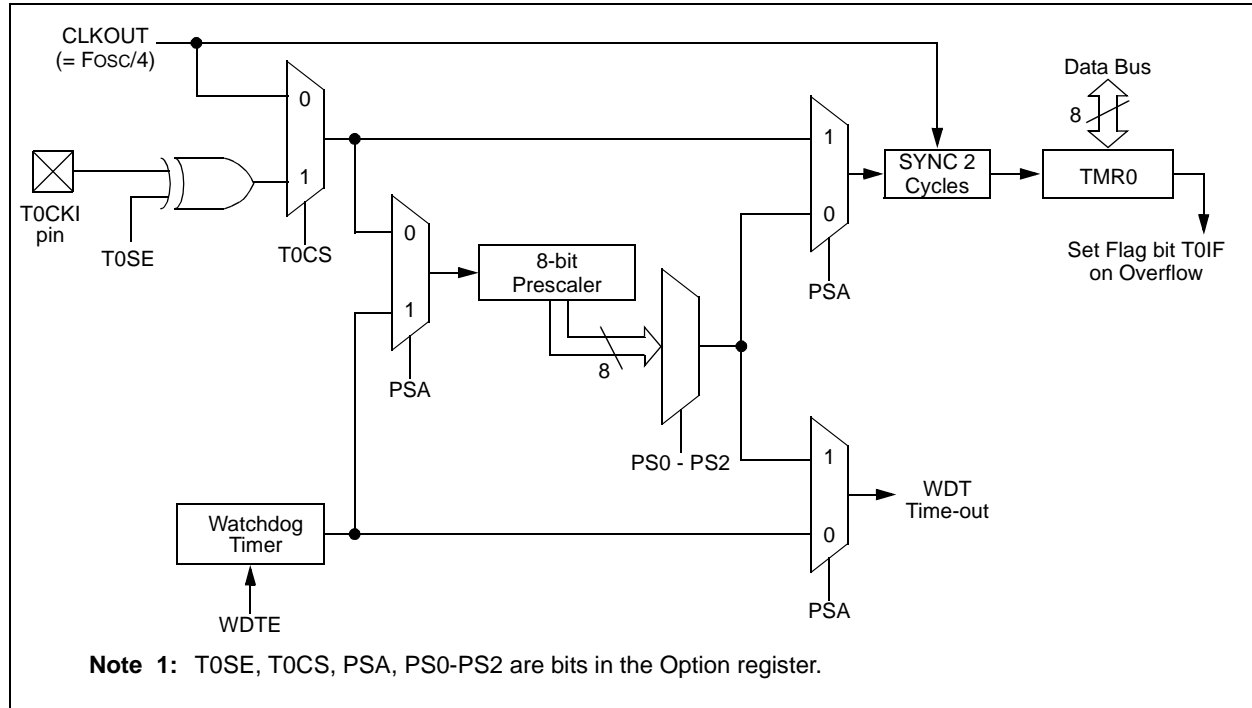 CLKOUT
(= FOSC/4)
0
1
T0CKI
pin
T0SE
T0CS
0
1
PSA
8-bit
Prescaler
8
PS0 - PS2
1
0
PSA
SYNC 2
Cycles
Data Bus
8
TMR0
Set Flag bit T0IF
on Overflow
Watchdog
Timer
WDTE
1
0
PSA
WDT
Time-out
Note 1: T0SE, T0CS, PSA, PS0-PS2 are bits in the Option register.